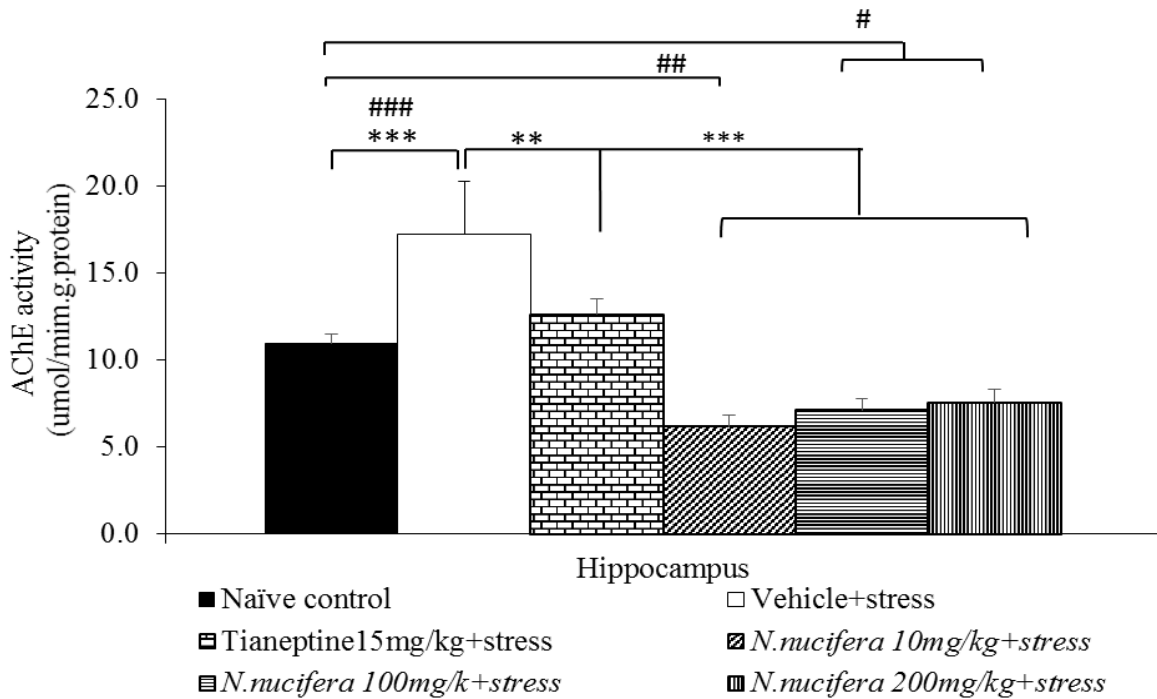 #
##
###
*** ** ***
25.0
20.0
15.0
10.0
5.0
0.0
AChE activity
(umol/mim.g.protein)
Hippocampus
Naïve control
Vehicle+stress
Tianeptine15mg/kg+stress
N.nucifera 10mg/kg+stress
N.nucifera 100mg/k+stress
N.nucifera 200mg/kg+stress